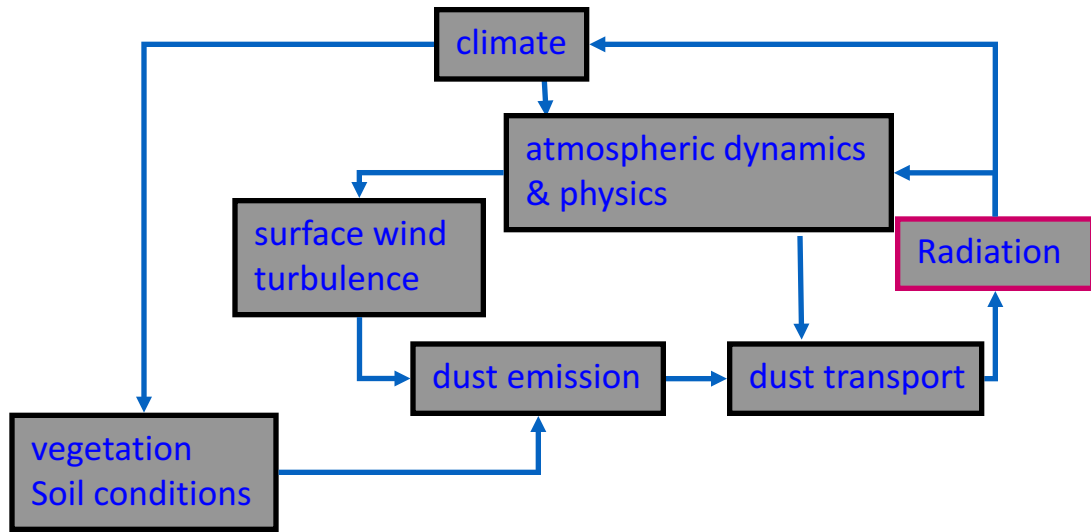 climate
atmospheric dynamics
& physics
surface wind
turbulence
Radiation
dust emission
dust transport
vegetation
Soil conditions